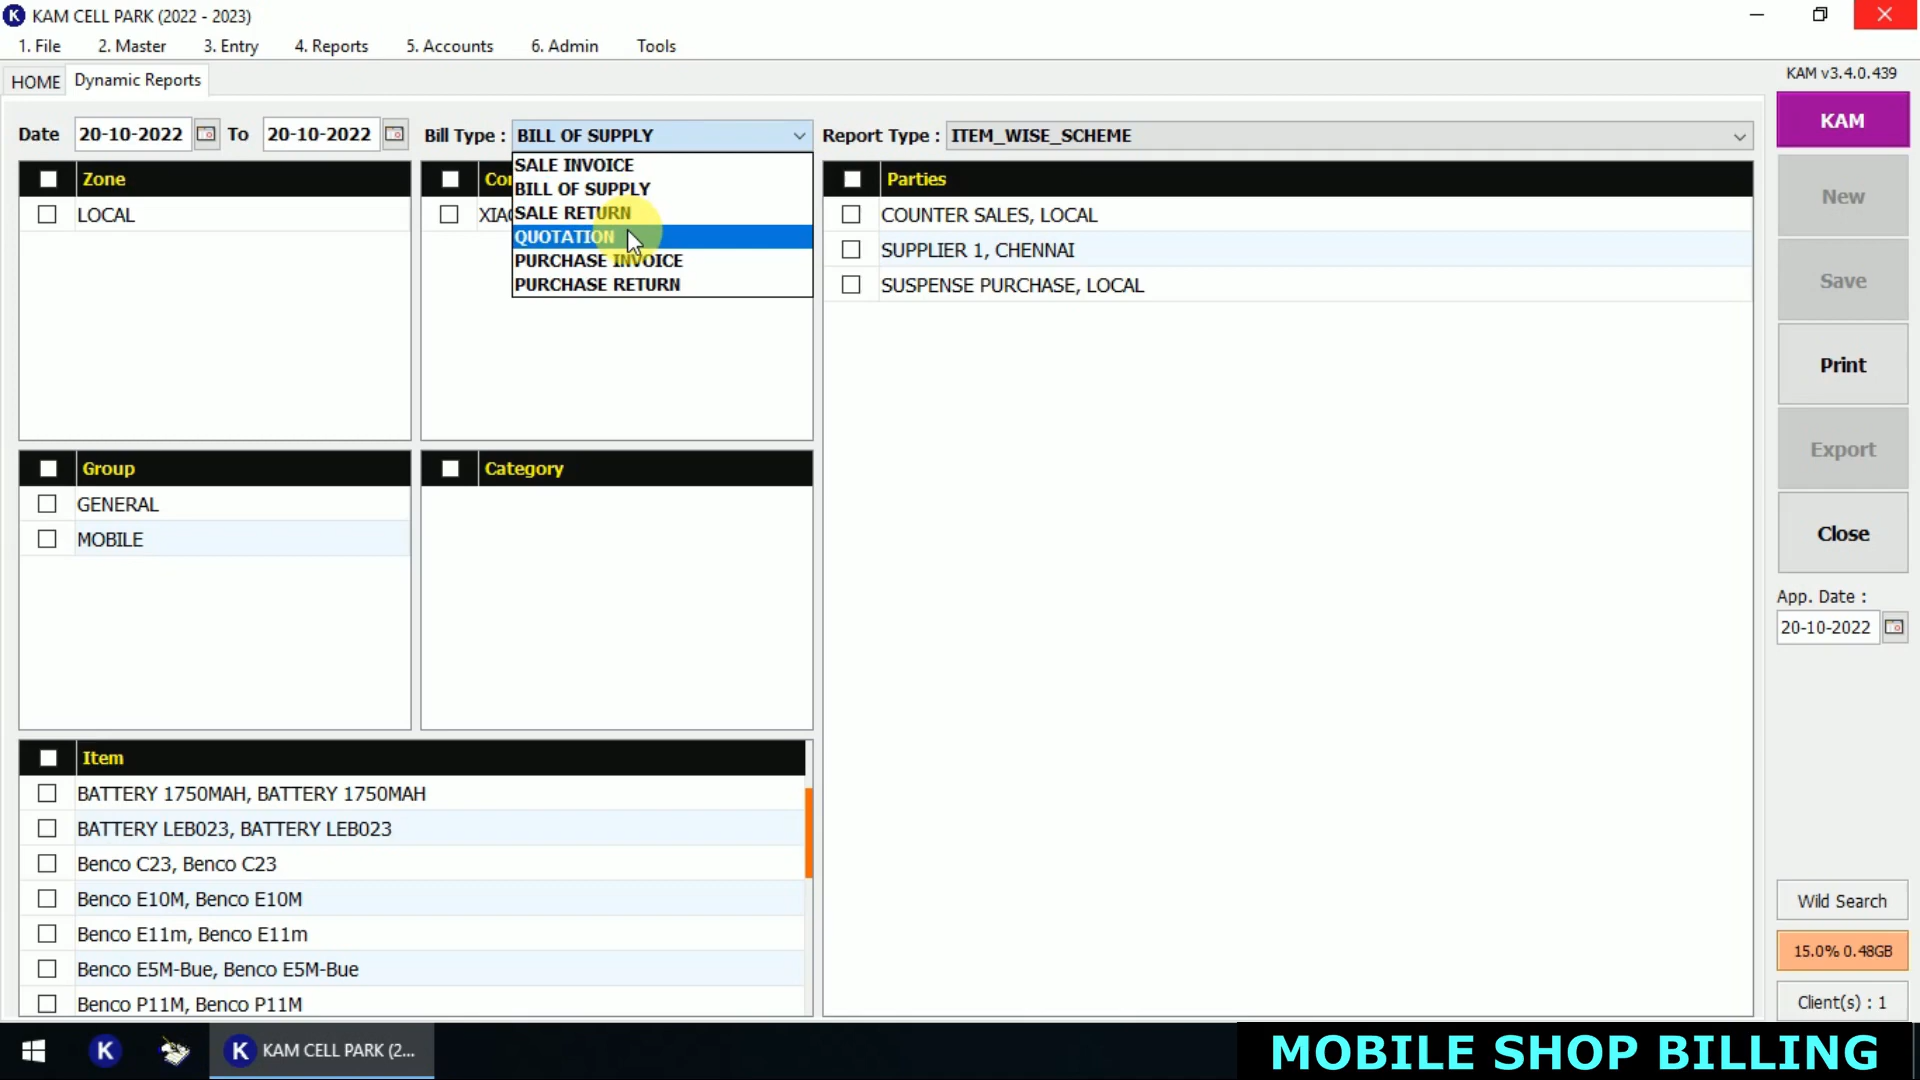 KAM CELL PARK (2022 - 2023)
1. File 2. Master 3. Entry 4. Reports 5. Accounts 6. Admin Tools
HOME Dynamic Reports
KAM v3.4.0.439
Date 20-10-2022 To 20-10-2022 Bill Type : BILL OF SUPPLY Report Type : ITEM_WISE_SCHEME
KAM
SALE INVOICE
BILL OF SUPPLY
SALE RETURN
QUOTATION
PURCHASE INVOICE
PURCHASE RETURN
Zone
LOCAL
Parties
COUNTER SALES, LOCAL
SUPPLIER 1, CHENNAI
SUSPENSE PURCHASE, LOCAL
New
Save
Print
Export
Close
App. Date :
20-10-2022
Group
GENERAL
MOBILE
Category
Item
BATTERY 1750MAH, BATTERY 1750MAH
BATTERY LEB023, BATTERY LEB023
Benco C23, Benco C23
Benco E10M, Benco E10M
Benco E11m, Benco E11m
Benco E5M-Bue, Benco E5M-Bue
Benco P11M, Benco P11M
Wild Search
15.0% 0.48GB
Client(s) : 1
K
K KAM CELL PARK (2...
MOBILE SHOP BILLING